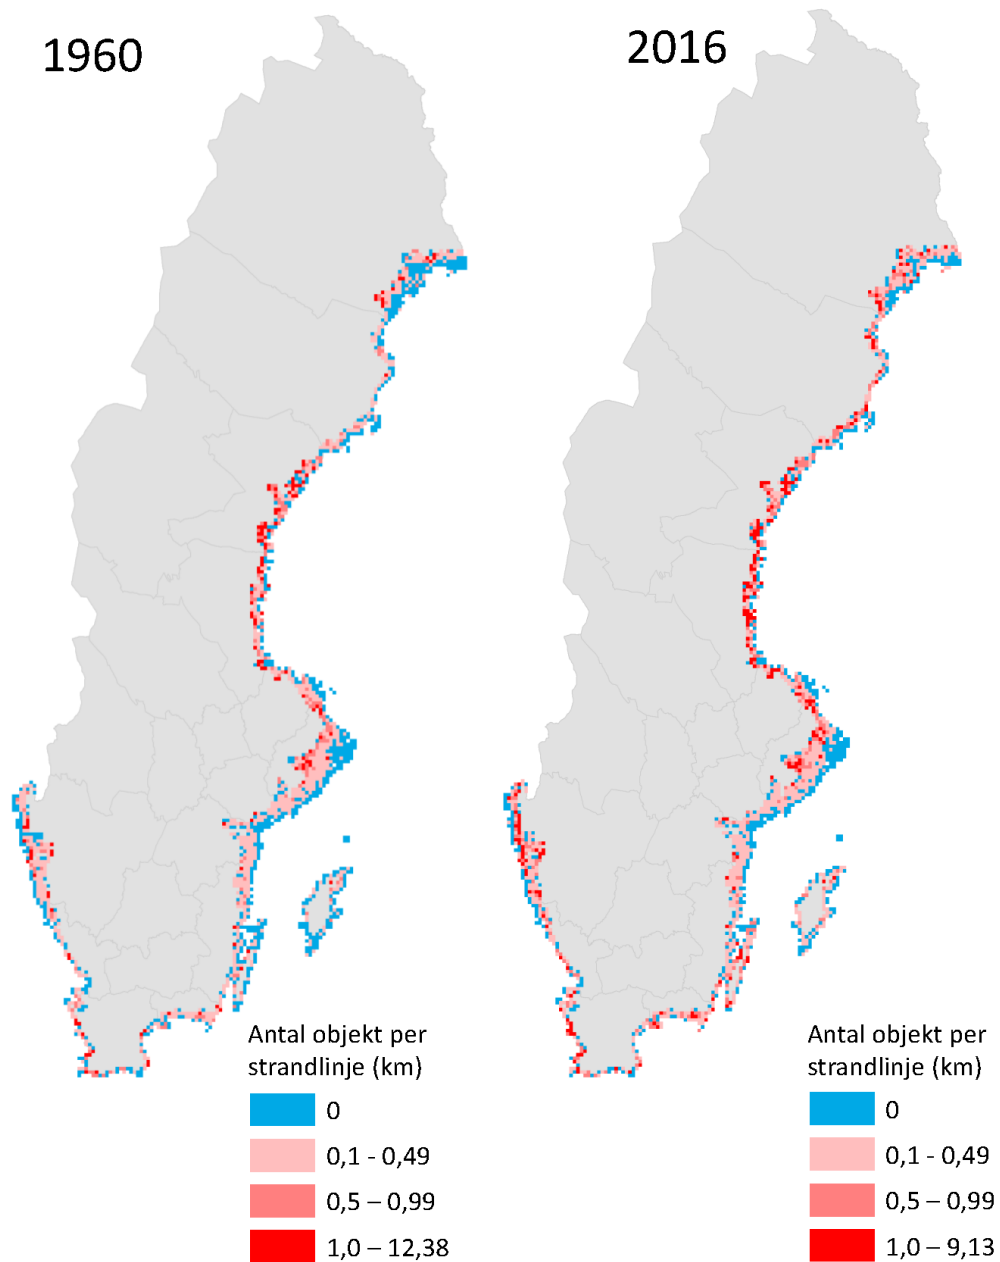 1960
2016
Antal objekt per
strandlinje (km)
0
0,1 - 0,49
0,5 – 0,99
1,0 – 12,38
Antal objekt per
strandlinje (km)
0
0,1 - 0,49
0,5 – 0,99
1,0 – 9,13